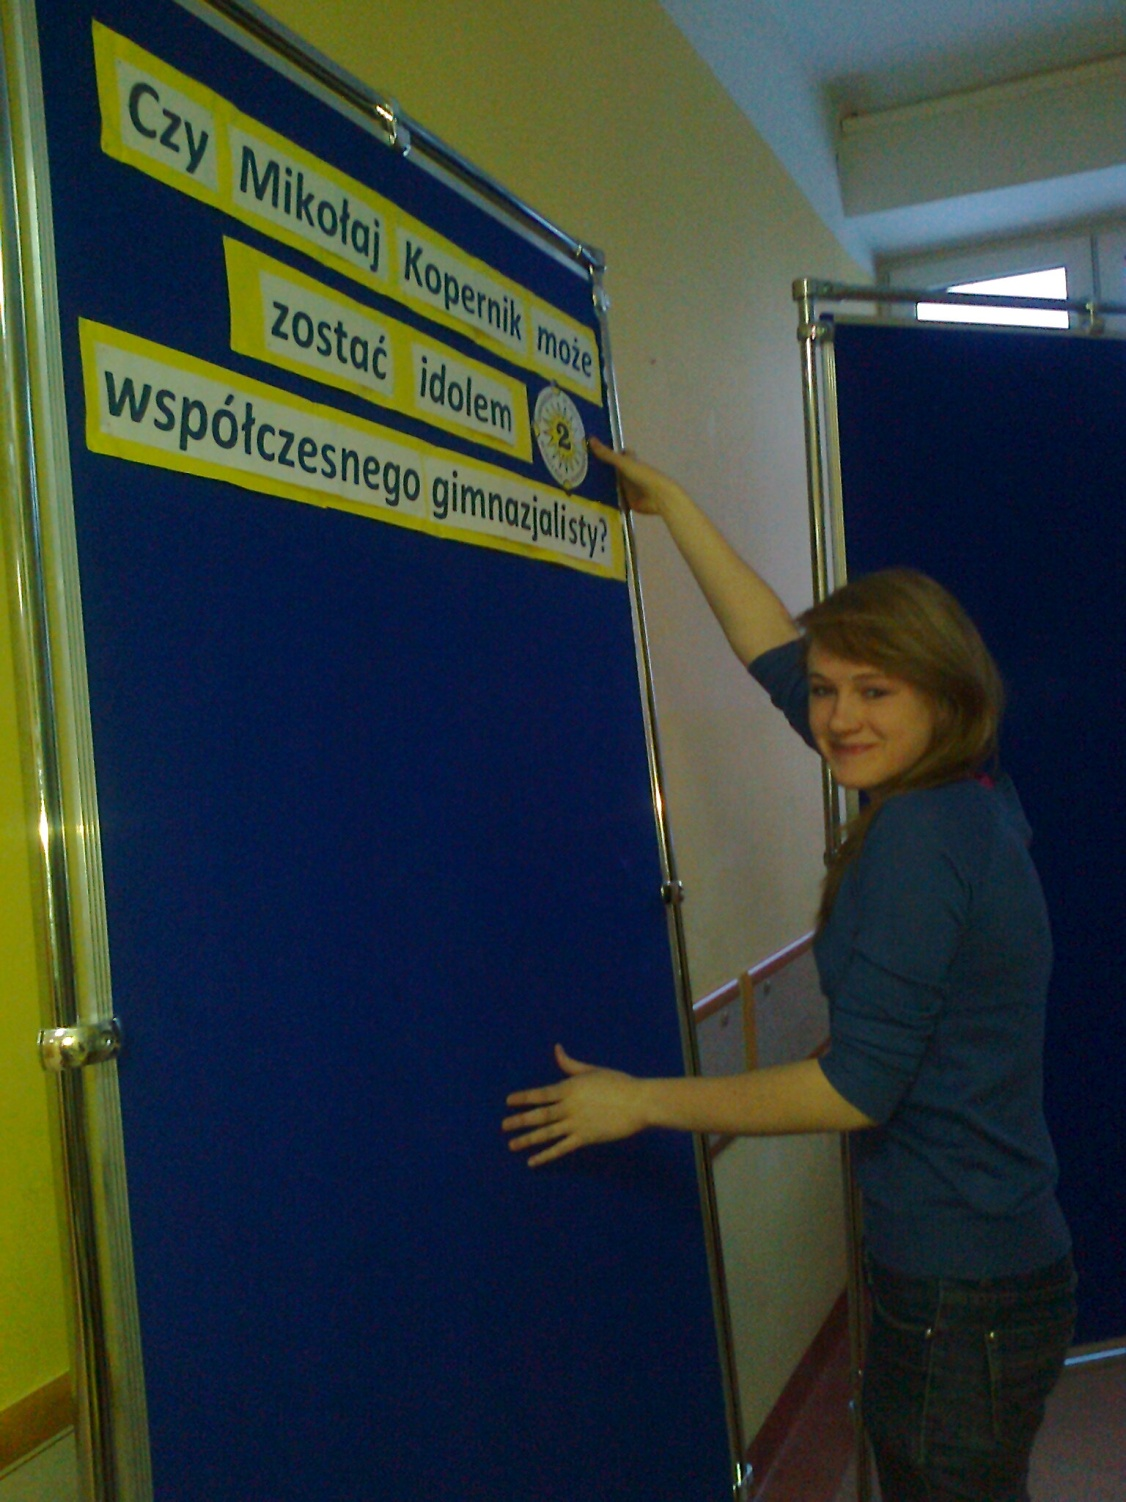 Czy Mikołaj Kopernik może
zostać idolem
2
współczesnego gimnazjalisty?